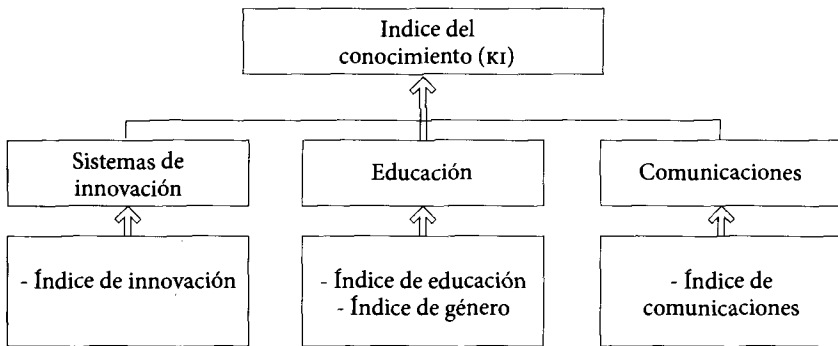 Indice del
conocimiento (KI)
Sistemas de
innovación
Educación
Comunicaciones
- Índice de innovación
- Índice de educación
- Índice de género
- Índice de
comunicaciones